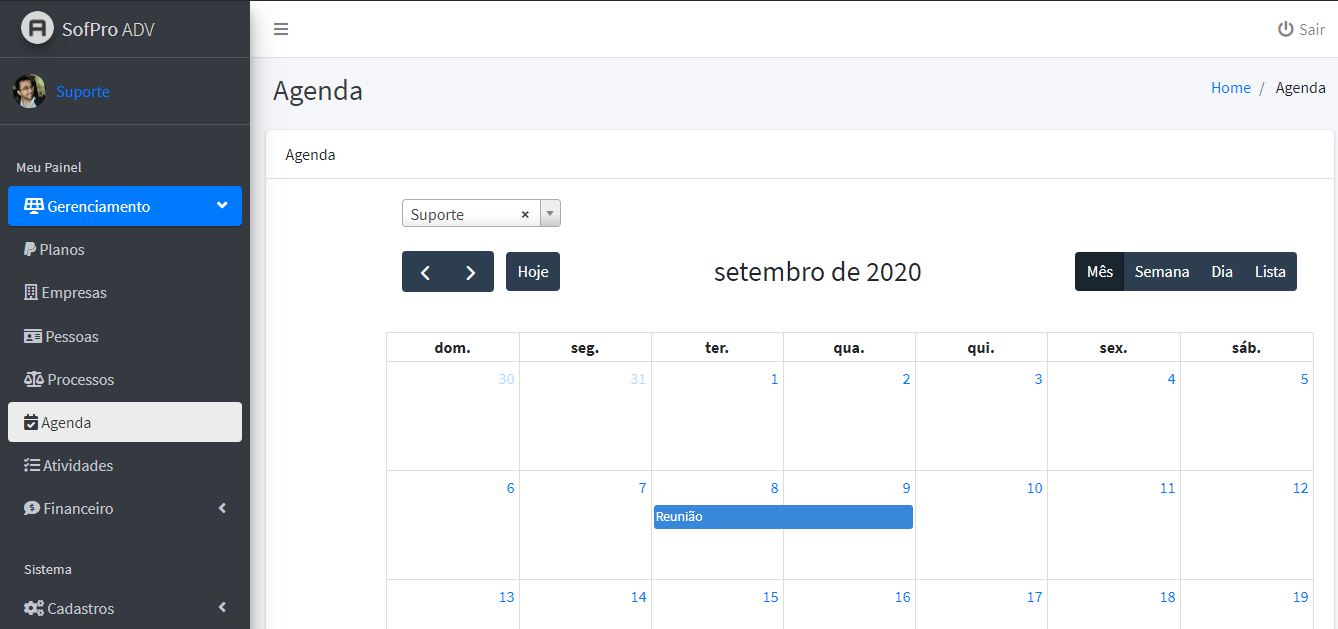 SofPro ADV
Sair
Suporte
Agenda
Home / Agenda
Meu Painel
Gerenciamento
Planos
Empresas
Pessoas
Processos
Agenda
Atividades
Financeiro
Sistema
Cadastros
Agenda
Suporte ×
Hoje
setembro de 2020
Mês Semana Dia Lista
dom. seg. ter. qua. qui. sex. sáb.
30 31 1 2 3 4 5
6 7 8 9 10 11 12
Reunião
13 14 15 16 17 18 19